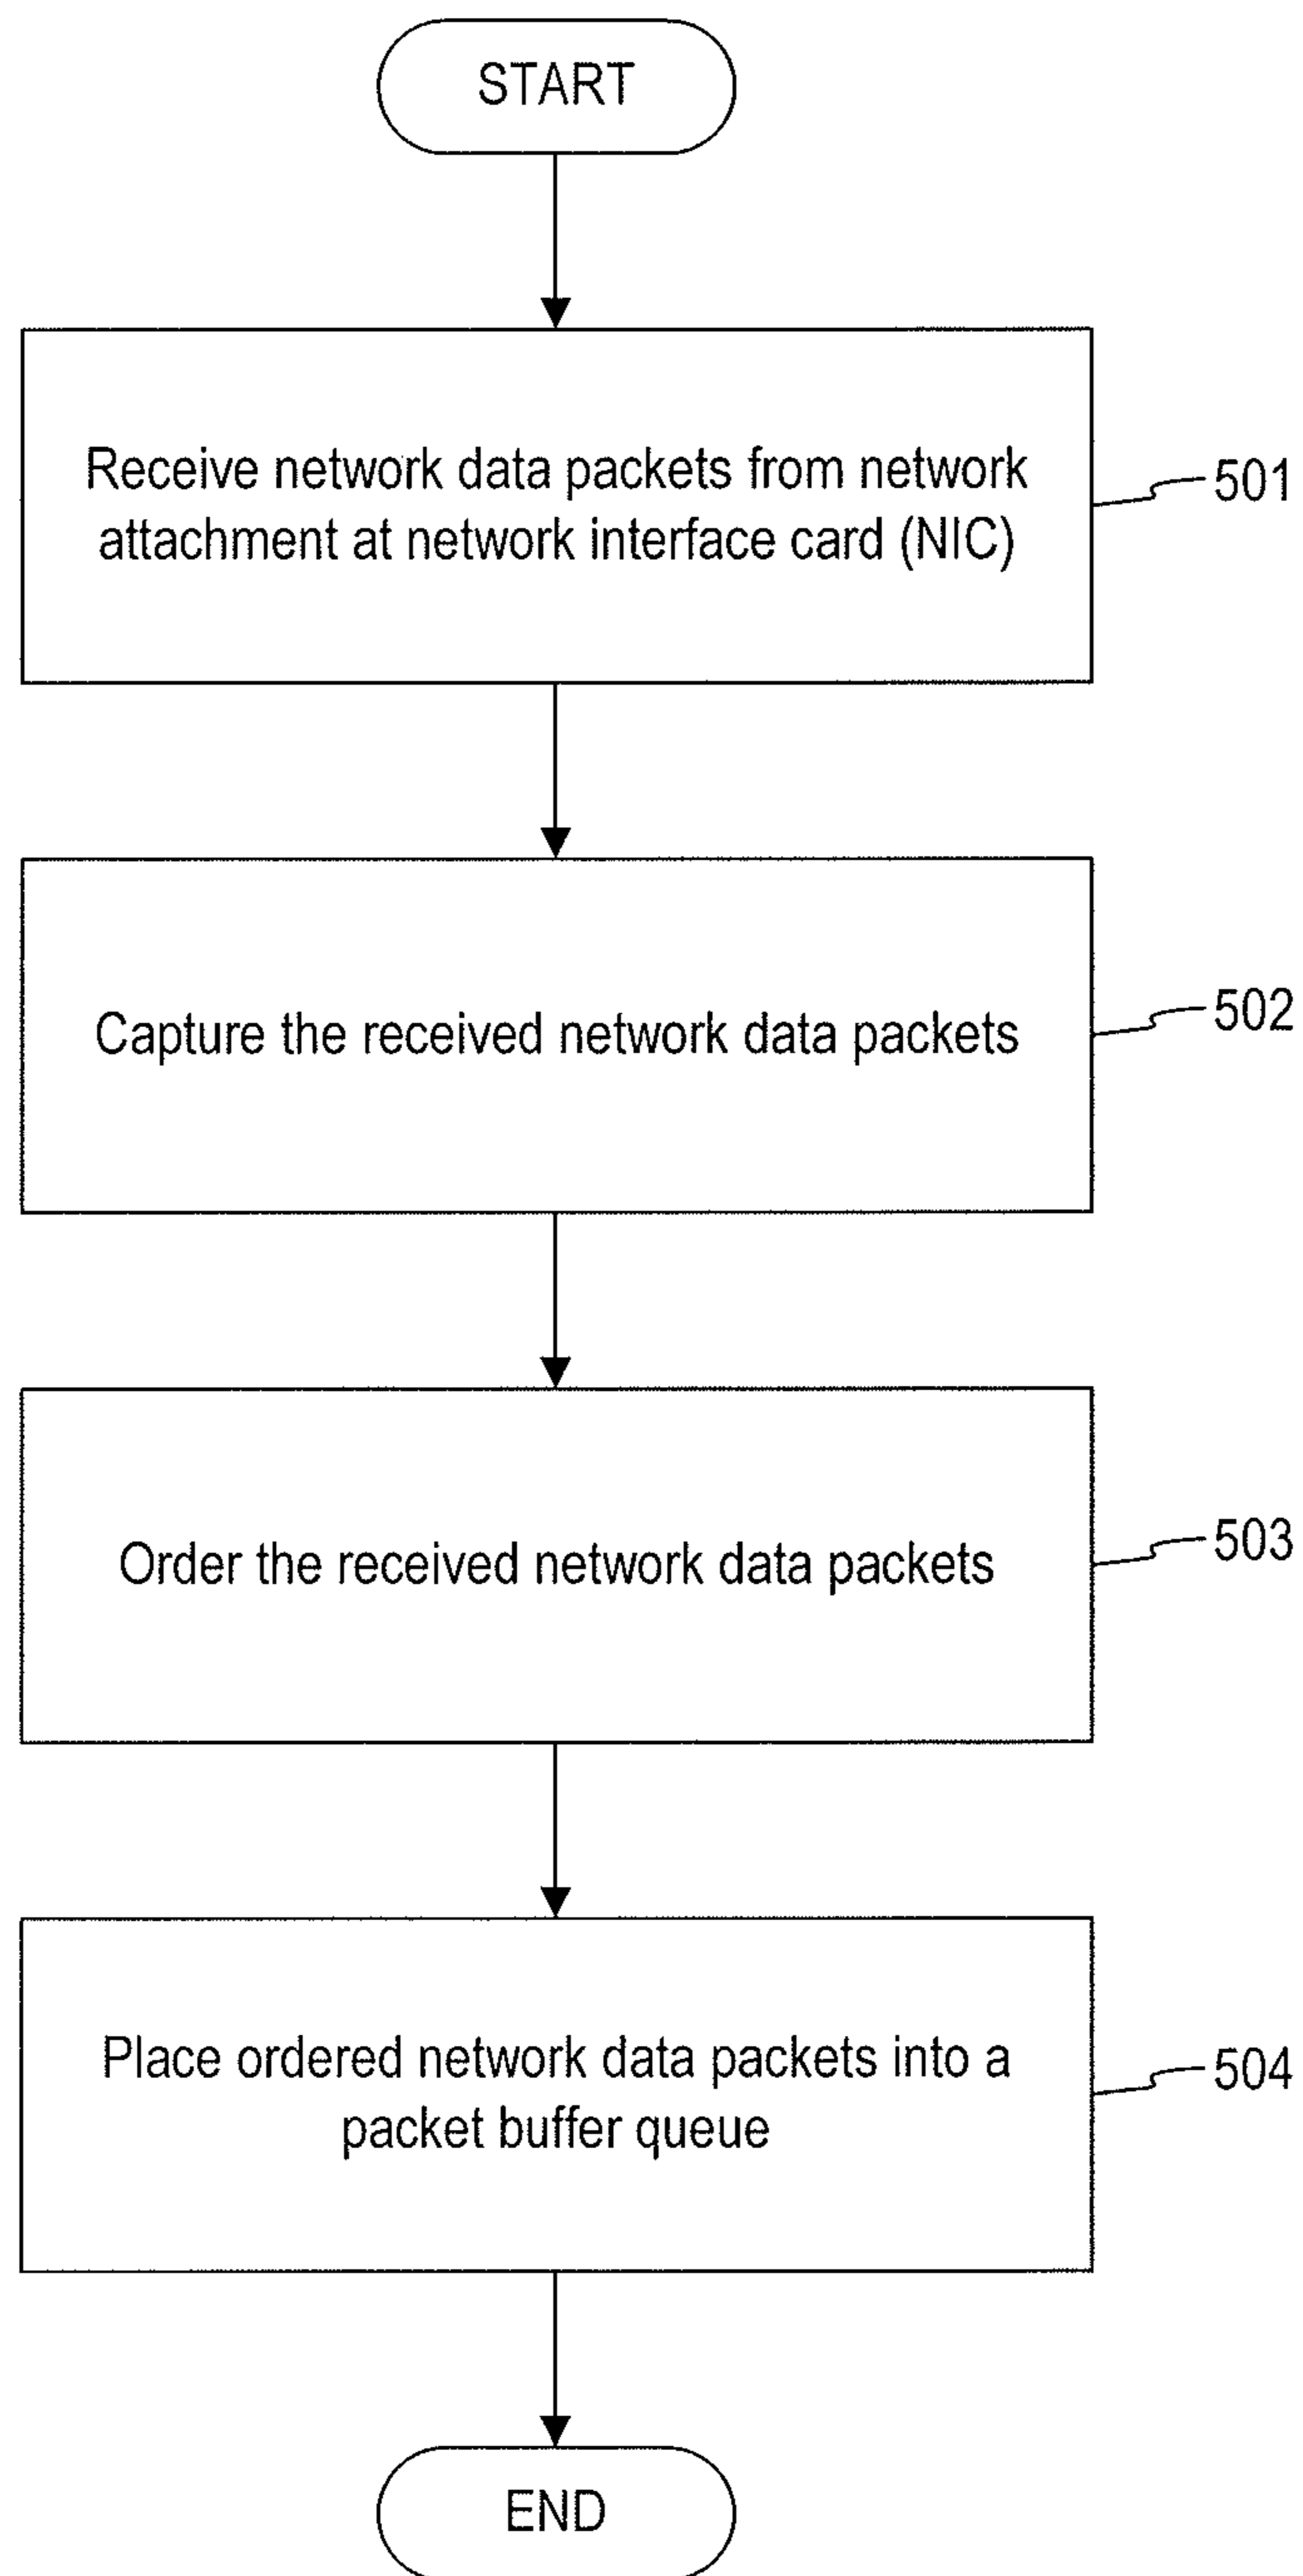 START
Receive network data packets from network
attachment at network interface card (NIC)
501
Capture the received network data packets
502
Order the received network data packets
503
Place ordered network data packets into a
packet buffer queue
504
END